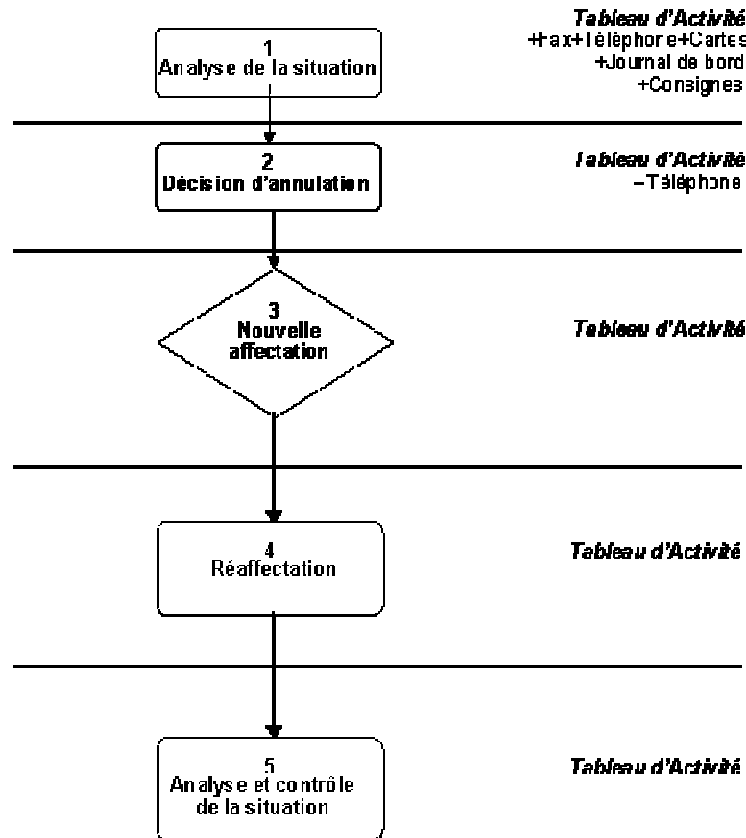 1
Analyse de la situation
Tableau d'Activité
+Fax+Téléphone+Cartes
+Journal de bord
+Consignes
2
Décision d'annulation
Tableau d'Activité
–Téléphone
3
Nouvelle
affectation
Tableau d'Activité
4
Réaffectation
Tableau d'Activité
5
Analyse et contrôle
de la situation
Tableau d'Activité